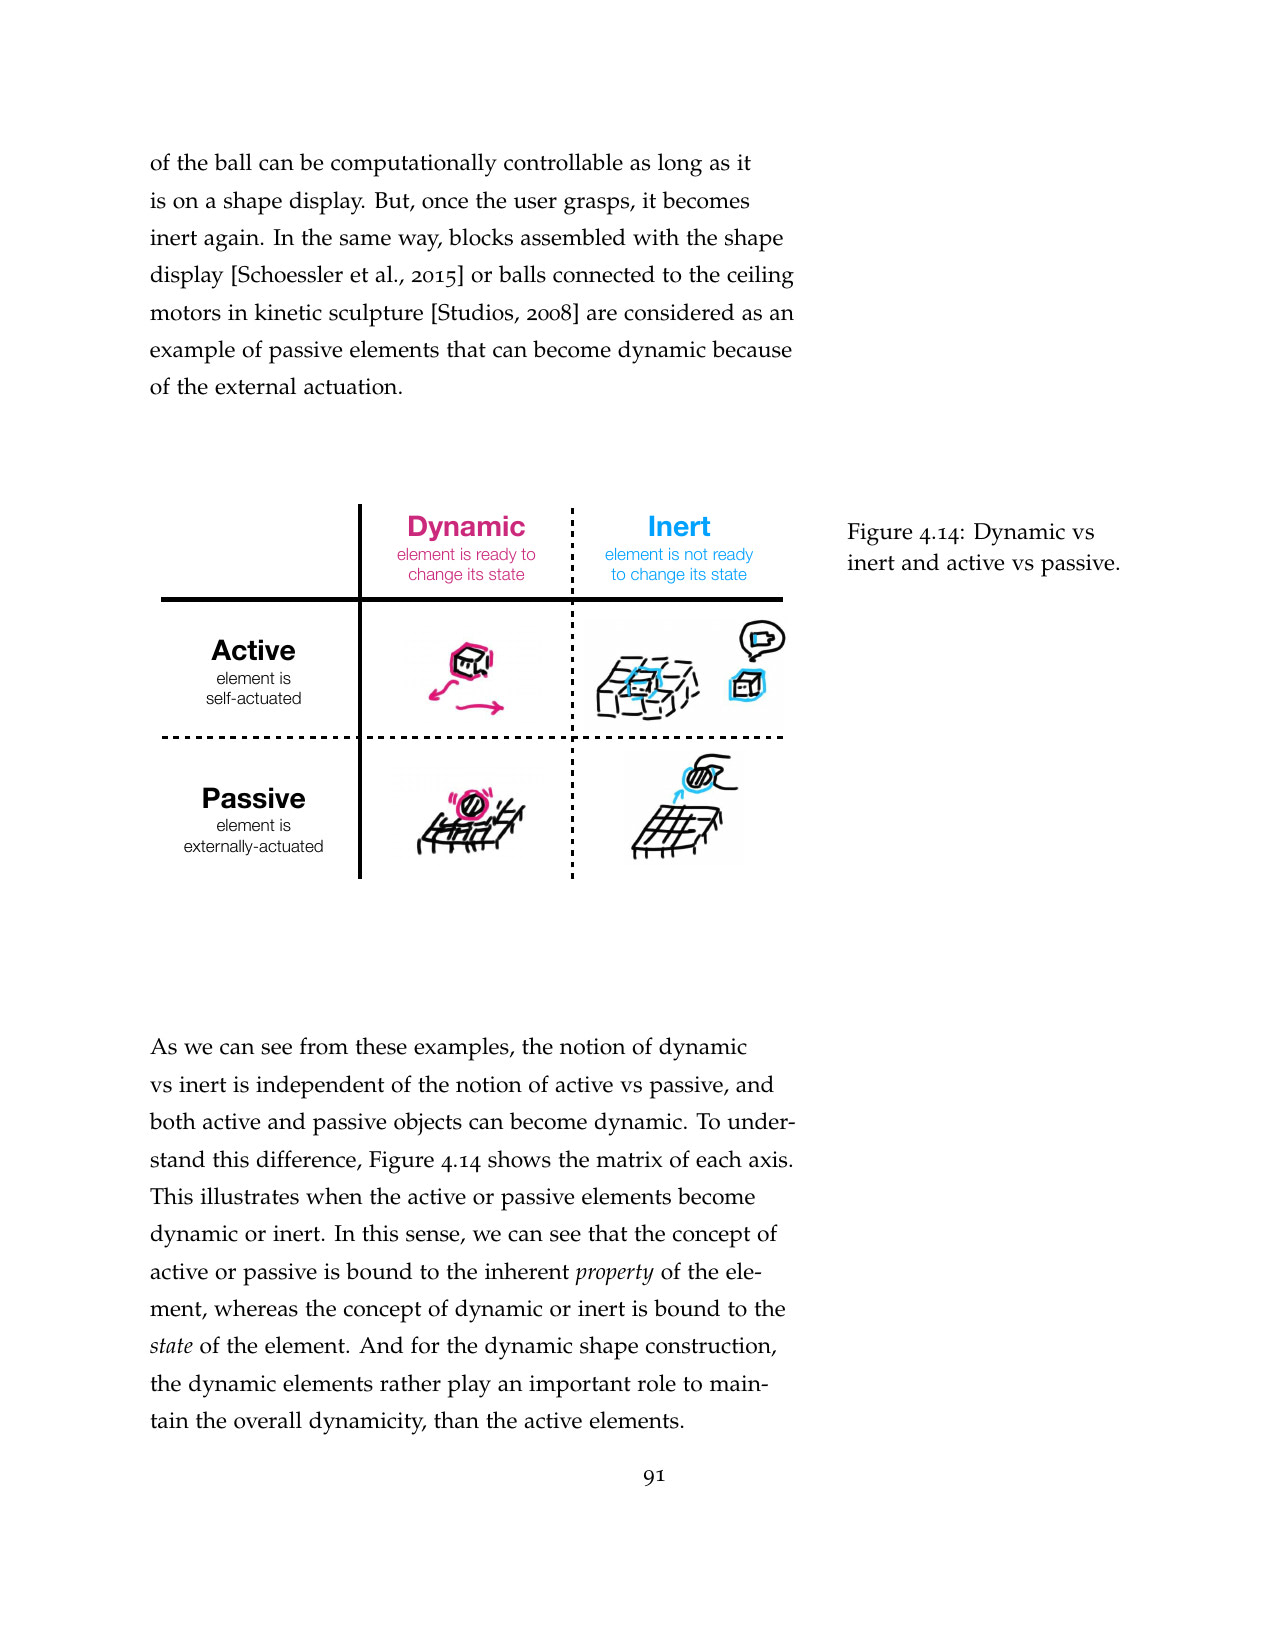 of the ball can be computationally controllable as long as it
is on a shape display. But, once the user grasps, it becomes
inert again. In the same way, blocks assembled with the shape
display [Schoessler et al., 2015] or balls connected to the ceiling
motors in kinetic sculpture [Studios, 2008] are considered as an
example of passive elements that can become dynamic because
of the external actuation.
Dynamic
element is ready to
change its state
Inert
element is not ready
to change its state
Active
element is
self-actuated
Passive
element is
externally-actuated
Figure 4.14: Dynamic vs
inert and active vs passive.
As we can see from these examples, the notion of dynamic
vs inert is independent of the notion of active vs passive, and
both active and passive objects can become dynamic. To under-
stand this difference, Figure 4.14 shows the matrix of each axis.
This illustrates when the active or passive elements become
dynamic or inert. In this sense, we can see that the concept of
active or passive is bound to the inherent property of the ele-
ment, whereas the concept of dynamic or inert is bound to the
state of the element. And for the dynamic shape construction,
the dynamic elements rather play an important role to main-
tain the overall dynamicity, than the active elements.
91